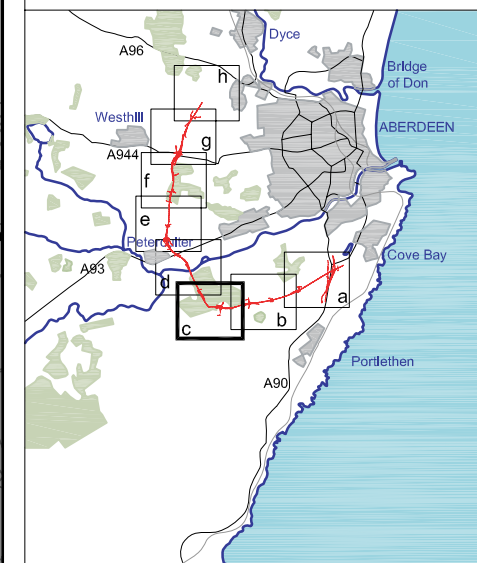 Dyce
A96
Bridge
of Don
h
Westhill
ABERDEEN
g
A944
f
e
Peterculter
Cove Bay
A93
d
a
b
c
Portlethen
A90